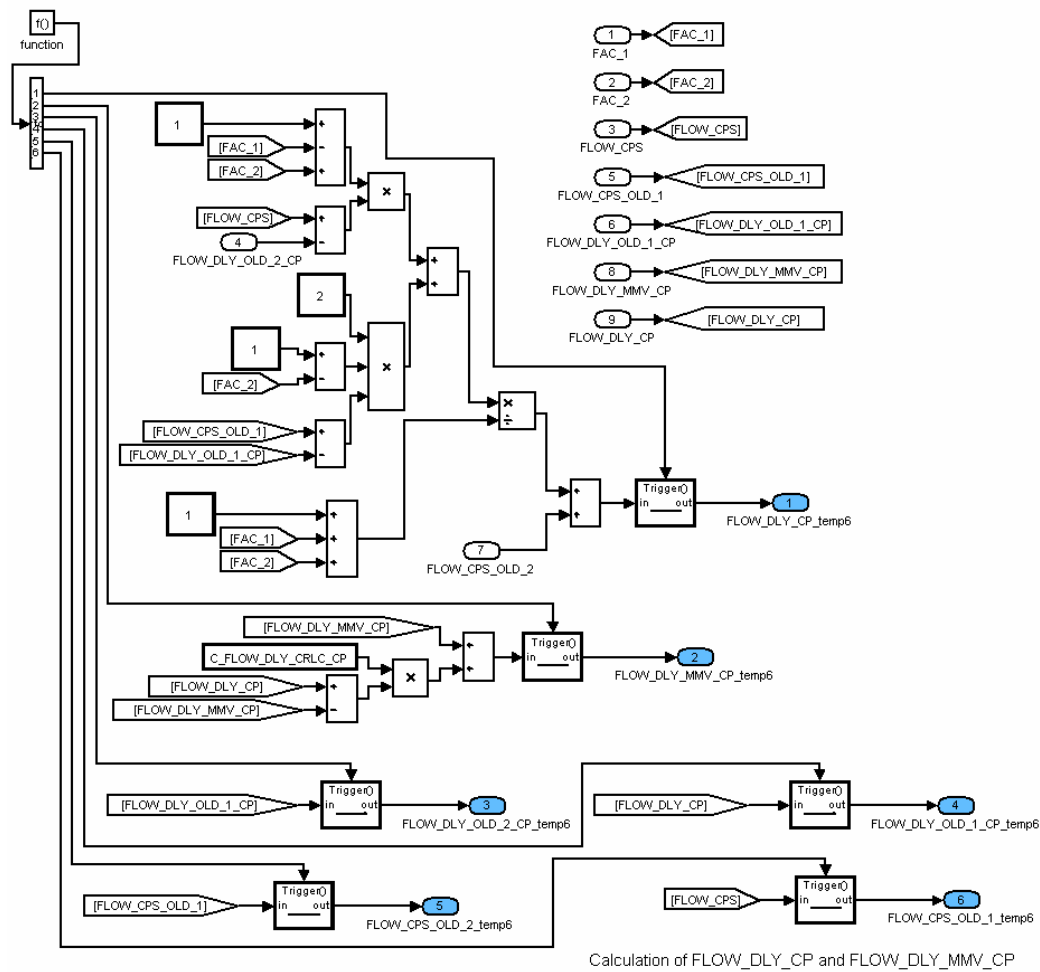 f()
function
1
2
3
4
5
6
1
[FAC_1]
FAC_1
2
[FAC_2]
FAC_2
3
[FLOW_CPS]
FLOW_CPS
5
[FLOW_CPS_OLD_1]
FLOW_CPS_OLD_1
6
[FLOW_DLY_OLD_1_CP]
FLOW_DLY_OLD_1_CP
8
[FLOW_DLY_MMV_CP]
FLOW_DLY_MMV_CP
9
[FLOW_DLY_CP]
FLOW_DLY_CP
1
[FAC_1]
[FAC_2]
+
-
+
×
[FLOW_CPS]
4
FLOW_DLY_OLD_2_CP
+
-
+
+
2
1
[FAC_2]
+
-
×
[FLOW_CPS_OLD_1]
[FLOW_DLY_OLD_1_CP]
+
-
×
÷
1
[FAC_1]
[FAC_2]
+
+
+
7
FLOW_CPS_OLD_2
+
+
Trigger()
in out
1
FLOW_DLY_CP_temp6
[FLOW_DLY_MMV_CP]
C_FLOW_DLY_CRLC_CP
[FLOW_DLY_CP]
[FLOW_DLY_MMV_CP]
+
-
×
+
+
Trigger()
in out
2
FLOW_DLY_MMV_CP_temp6
[FLOW_DLY_OLD_1_CP]
Trigger()
in out
3
FLOW_DLY_OLD_2_CP_temp6
[FLOW_DLY_CP]
Trigger()
in out
4
FLOW_DLY_OLD_1_CP_temp6
[FLOW_CPS_OLD_1]
Trigger()
in out
5
FLOW_CPS_OLD_2_temp6
[FLOW_CPS]
Trigger()
in out
6
FLOW_CPS_OLD_1_temp6
Calculation of FLOW_DLY_CP and FLOW_DLY_MMV_CP